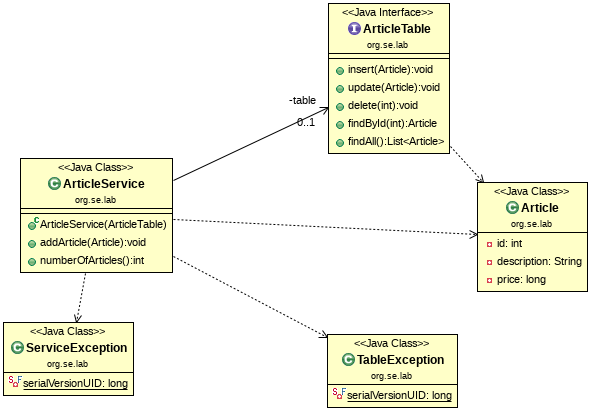 <<Java Interface>>
ArticleTable
org.se.lab
insert(Article):void
update(Article):void
delete(int):void
findById(int):Article
findAll():List<Article>
-table
0..1
<<Java Class>>
ArticleService
org.se.lab
ArticleService(ArticleTable)
addArticle(Article):void
numberOfArticles():int
<<Java Class>>
Article
org.se.lab
id: int
description: String
price: long
<<Java Class>>
ServiceException
org.se.lab
serialVersionUID: long
<<Java Class>>
TableException
org.se.lab
serialVersionUID: long